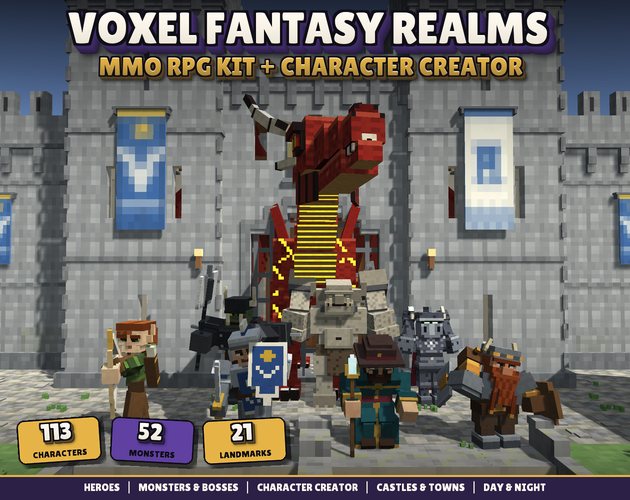 VOXEL FANTASY REALMS
MMO RPG KIT + CHARACTER CREATOR
113
CHARACTERS
52
MONSTERS
21
LANDMARKS
HEROES | MONSTERS & BOSSES | CHARACTER CREATOR | CASTLES & TOWNS | DAY & NIGHT